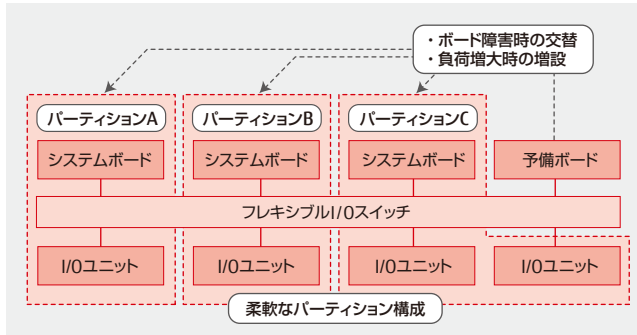 ・ボード障害時の交替
・負荷増大時の増設
パーティションA
パーティションB
パーティションC
システムボード
システムボード
システムボード
予備ボード
フレキシブルI/Oスイッチ
I/Oユニット
I/Oユニット
I/Oユニット
I/Oユニット
柔軟なパーティション構成